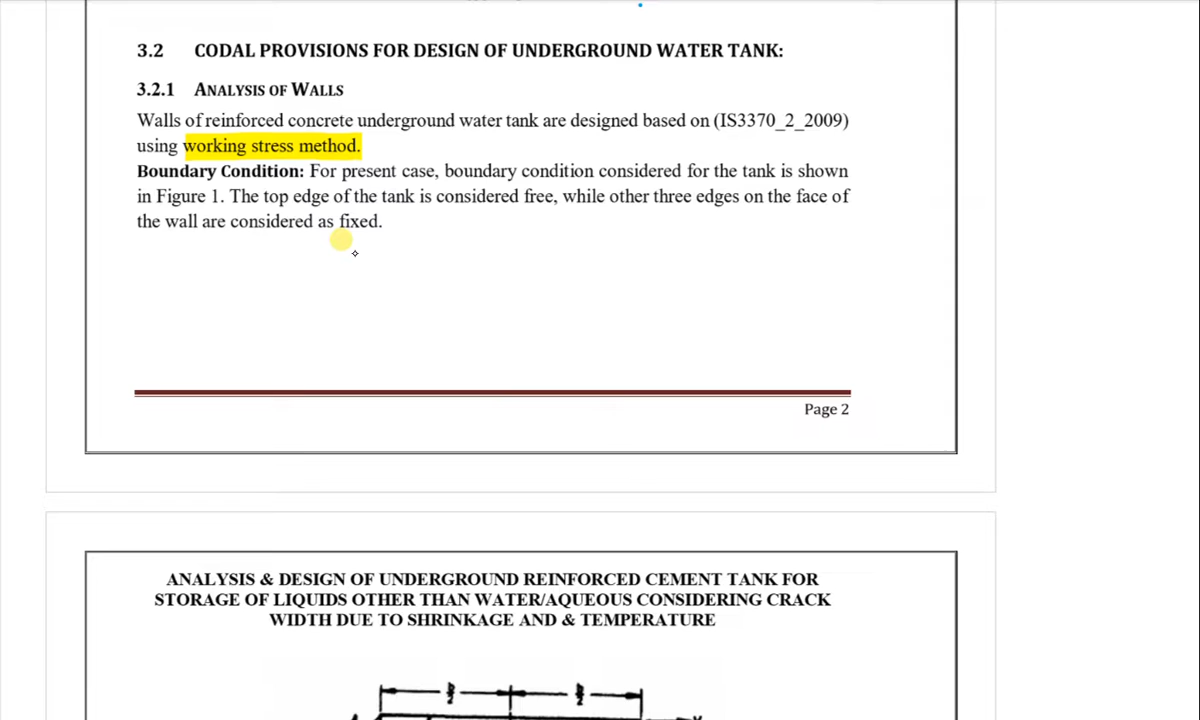 3.2 CODAL PROVISIONS FOR DESIGN OF UNDERGROUND WATER TANK:
3.2.1 ANALYSIS OF WALLS
Walls of reinforced concrete underground water tank are designed based on (IS3370_2_2009)
using working stress method.
Boundary Condition: For present case, boundary condition considered for the tank is shown
in Figure 1. The top edge of the tank is considered free, while other three edges on the face of
the wall are considered as fixed.
Page 2
ANALYSIS & DESIGN OF UNDERGROUND REINFORCED CEMENT TANK FOR
STORAGE OF LIQUIDS OTHER THAN WATER/AQUEOUS CONSIDERING CRACK
WIDTH DUE TO SHRINKAGE AND & TEMPERATURE